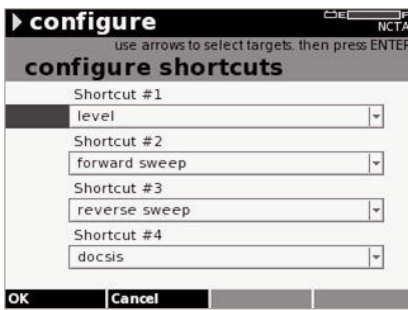 configure
E F
NCTA
use arrows to select targets. then press ENTER
configure shortcuts
Shortcut #1
level
Shortcut #2
forward sweep
Shortcut #3
reverse sweep
Shortcut #4
docsis
OK Cancel